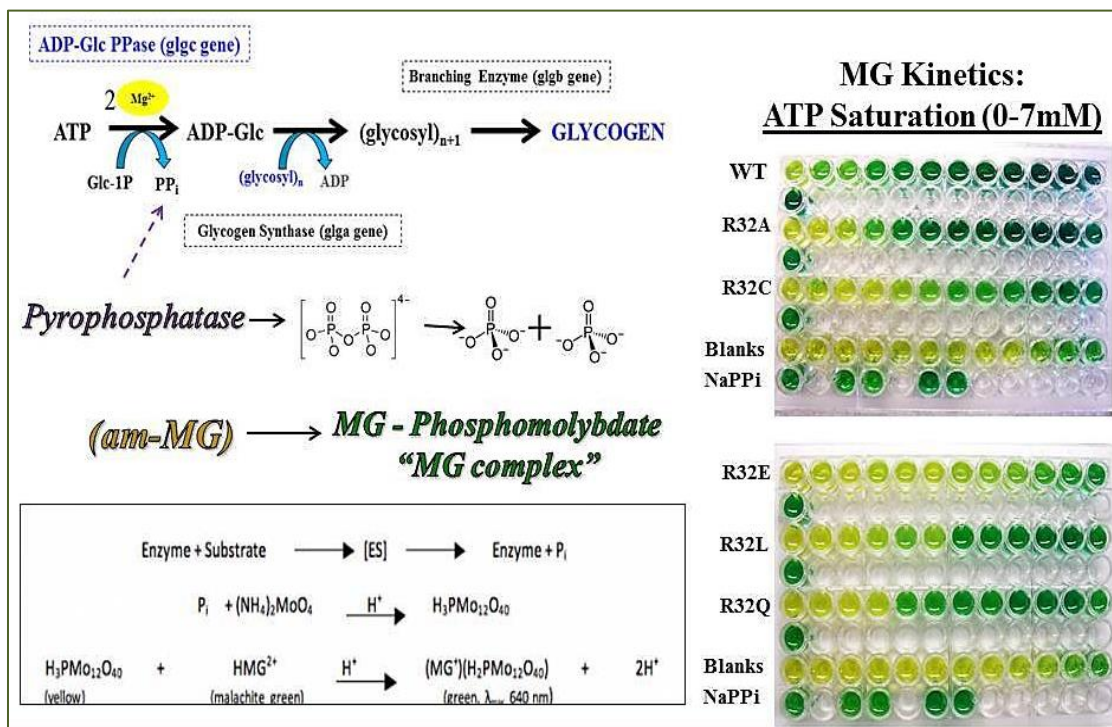 ADP-Glc PPase (glgc gene)
Branching Enzyme (glgb gene)
2 Mg²⁺
ATP ADP-Glc (glycosyl)ₙ₊₁ GLYCOGEN
Glc-1P PPᵢ (glycosyl)ₙ ADP
Glycogen Synthase (glga gene)
Pyrophosphatase
O O 4−
P P
O⁻ O O⁻
O⁻ O⁻
O
P
O⁻ O⁻
O⁻
+
O
P
O⁻ O⁻
O⁻
(am-MG) MG - Phosphomolybdate
“MG complex”
Enzyme + Substrate [ES] Enzyme + Pᵢ
Pᵢ + (NH₄)₂MoO₄ H⁺ H₃PMo₁₂O₄₀
H₃PMo₁₂O₄₀ + HMG²⁺ H⁺ (MG⁺)(H₂PMo₁₂O₄₀) + 2H⁺
(yellow) (malachite green) (green, λₘₐₓ 640 nm)
MG Kinetics:
ATP Saturation (0-7mM)
WT
R32A
R32C
Blanks
NaPPi
R32E
R32L
R32Q
Blanks
NaPPi